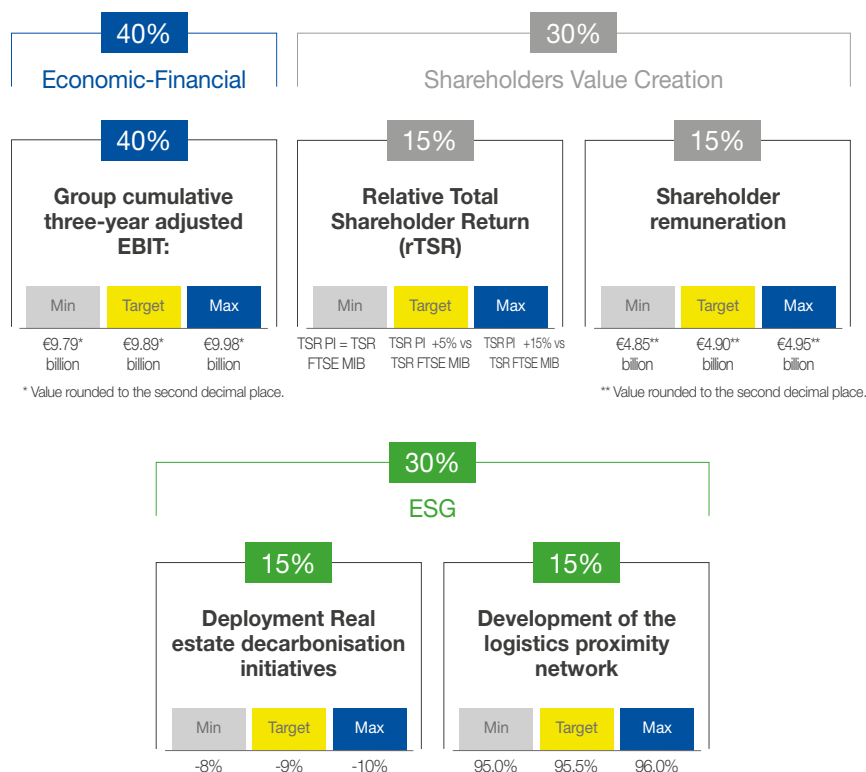 40%
Economic-Financial
30%
Shareholders Value Creation
40%
Group cumulative
three-year adjusted
EBIT:
Min Target Max
€9.79* €9.89* €9.98*
billion billion billion
* Value rounded to the second decimal place.
15%
Relative Total
Shareholder Return
(rTSR)
Min Target Max
TSR PI = TSR TSR PI +5% vs TSR PI +15% vs
FTSE MIB TSR FTSE MIB TSR FTSE MIB
15%
Shareholder
remuneration
Min Target Max
€4.85** €4.90** €4.95**
billion billion billion
** Value rounded to the second decimal place.
30%
ESG
15%
Deployment Real
estate decarbonisation
initiatives
Min Target Max
-8% -9% -10%
15%
Development of the
logistics proximity
network
Min Target Max
95.0% 95.5% 96.0%